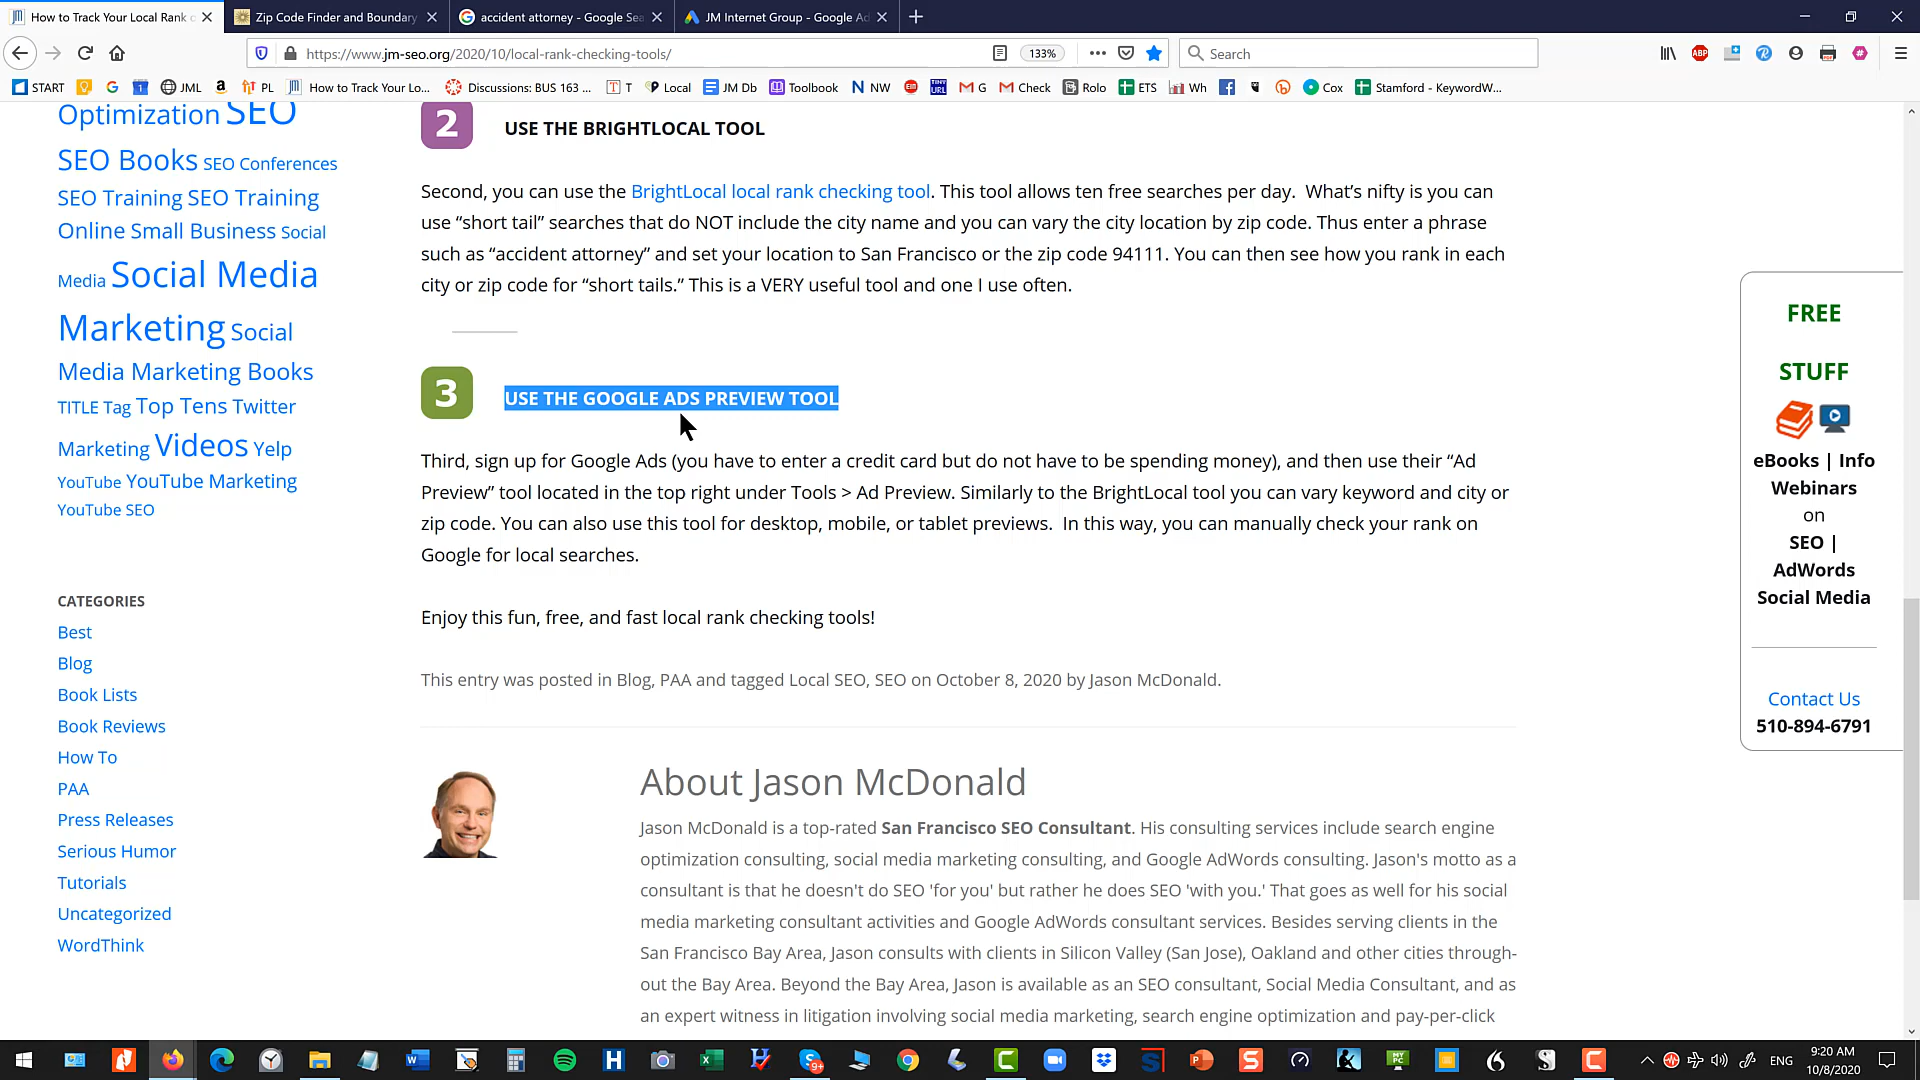 How to Track Your Local Rank
Zip Code Finder and Boundary
accident attorney - Google Sea
JM Internet Group - Google Ad
https://www.jm-seo.org/2020/10/local-rank-checking-tools/
133%
Search
START
JML
PL
How to Track Your Lo...
Discussions: BUS 163 ...
T
Local
JM Db
Toolbook
NW
G
Check
Rolo
ETS
Wh
Cox
Stamford - KeywordW...
Optimization SEO
SEO Books SEO Conferences
SEO Training SEO Training
Online Small Business Social
Media Social Media
Marketing Social
Media Marketing Books
TITLE Tag Top Tens Twitter
Marketing Videos Yelp
YouTube YouTube Marketing
YouTube SEO
CATEGORIES
Best
Blog
Book Lists
Book Reviews
How To
PAA
Press Releases
Serious Humor
Tutorials
Uncategorized
WordThink
2 USE THE BRIGHTLOCAL TOOL
Second, you can use the BrightLocal local rank checking tool. This tool allows ten free searches per day. What’s nifty is you can
use “short tail” searches that do NOT include the city name and you can vary the city location by zip code. Thus enter a phrase
such as “accident attorney” and set your location to San Francisco or the zip code 94111. You can then see how you rank in each
city or zip code for “short tails.” This is a VERY useful tool and one I use often.
3 USE THE GOOGLE ADS PREVIEW TOOL
Third, sign up for Google Ads (you have to enter a credit card but do not have to be spending money), and then use their “Ad
Preview” tool located in the top right under Tools > Ad Preview. Similarly to the BrightLocal tool you can vary keyword and city or
zip code. You can also use this tool for desktop, mobile, or tablet previews. In this way, you can manually check your rank on
Google for local searches.
Enjoy this fun, free, and fast local rank checking tools!
This entry was posted in Blog, PAA and tagged Local SEO, SEO on October 8, 2020 by Jason McDonald.
About Jason McDonald
Jason McDonald is a top-rated San Francisco SEO Consultant. His consulting services include search engine
optimization consulting, social media marketing consulting, and Google AdWords consulting. Jason's motto as a
consultant is that he doesn't do SEO 'for you' but rather he does SEO 'with you.' That goes as well for his social
media marketing consultant activities and Google AdWords consultant services. Besides serving clients in the
San Francisco Bay Area, Jason consults with clients in Silicon Valley (San Jose), Oakland and other cities through-
out the Bay Area. Beyond the Bay Area, Jason is available as an SEO consultant, Social Media Consultant, and as
an expert witness in litigation involving social media marketing, search engine optimization and pay-per-click
FREE
STUFF
eBooks | Info
Webinars
on
SEO |
AdWords
Social Media
Contact Us
510-894-6791
ENG
9:20 AM
10/8/2020